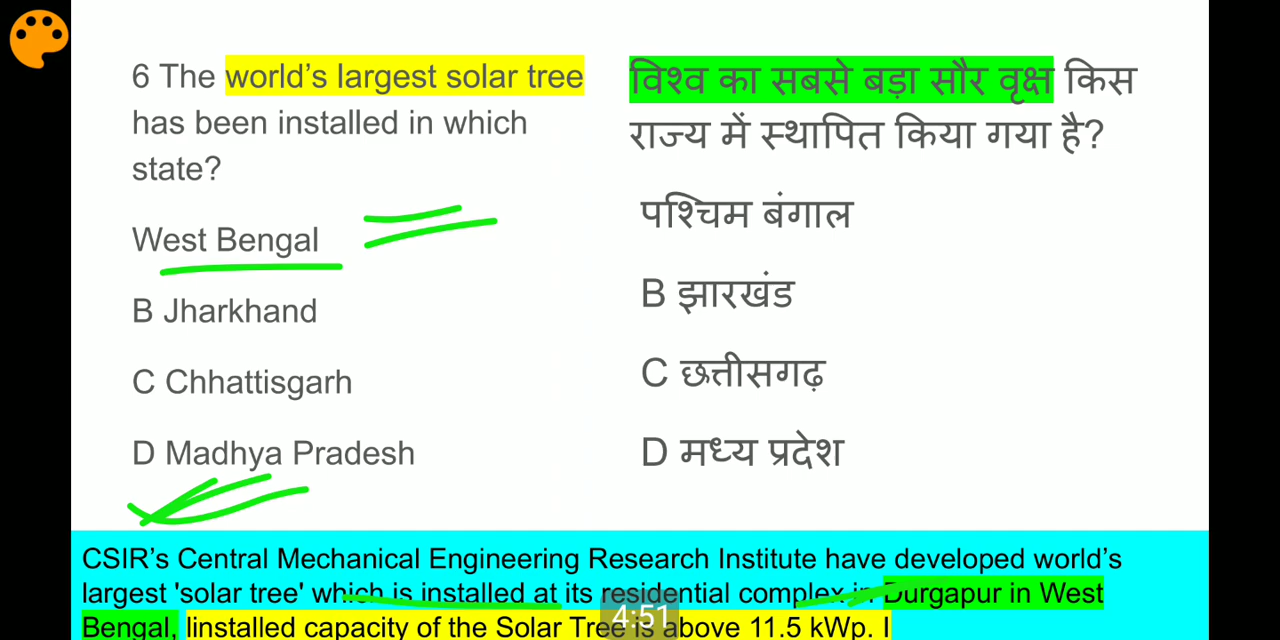 6 The world's largest solar tree
has been installed in which
state?
West Bengal
B Jharkhand
C Chhattisgarh
D Madhya Pradesh
विश्व का सबसे बड़ा सौर वृक्ष किस
राज्य में स्थापित किया गया है?
पश्चिम बंगाल
B झारखंड
C छत्तीसगढ़
D मध्य प्रदेश
CSIR's Central Mechanical Engineering Research Institute have developed world's
largest 'solar tree' which is installed at its residential complex in Durgapur in West
Bengal, Iinstalled capacity of the Solar Tree is above 11.5 kWp. I
4:51